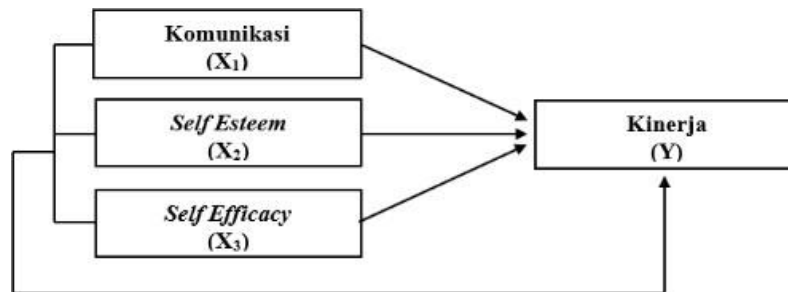 Komunikasi
(X₁)
Self Esteem
(X₂)
Self Efficacy
(X₃)
Kinerja
(Y)